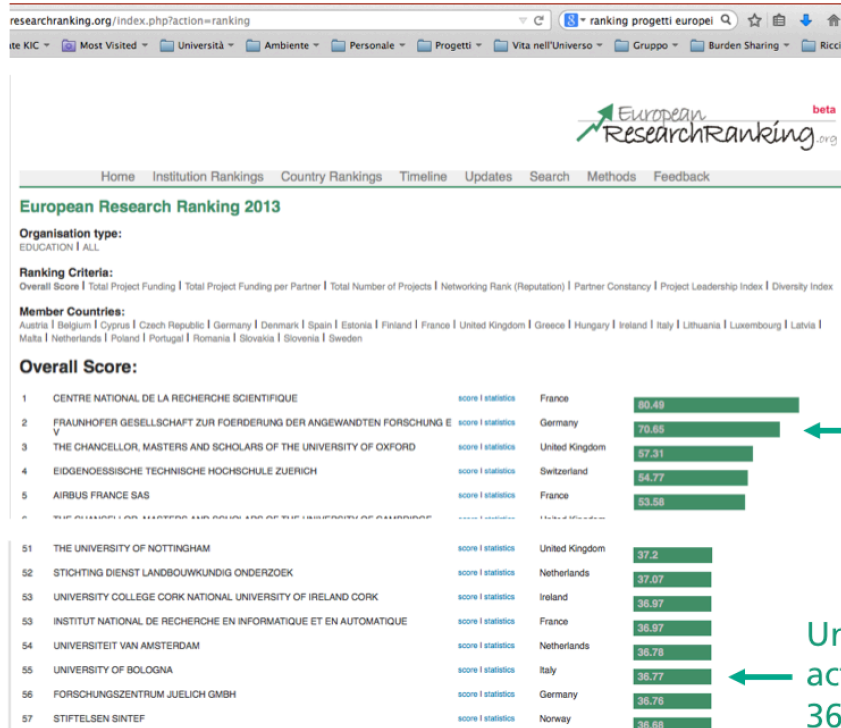 researchranking.org/index.php?action=ranking
ranking progetti europei
te KIC
Most Visited
Università
Ambiente
Personale
Progetti
Vita nell'Universo
Gruppo
Burden Sharing
Ricci
European
ResearchRanking.org
beta
Home Institution Rankings Country Rankings Timeline Updates Search Methods Feedback
European Research Ranking 2013
Organisation type:
EDUCATION | ALL
Ranking Criteria:
Overall Score | Total Project Funding | Total Project Funding per Partner | Total Number of Projects | Networking Rank (Reputation) | Partner Constancy | Project Leadership Index | Diversity Index
Member Countries:
Austria | Belgium | Cyprus | Czech Republic | Germany | Denmark | Spain | Estonia | Finland | France | United Kingdom | Greece | Hungary | Ireland | Italy | Lithuania | Luxembourg | Latvia |
Malta | Netherlands | Poland | Portugal | Romania | Slovakia | Slovenia | Sweden
Overall Score:
1 CENTRE NATIONAL DE LA RECHERCHE SCIENTIFIQUE score | statistics France 80.49
2 FRAUNHOFER GESELLSCHAFT ZUR FOERDERUNG DER ANGEWANDTEN FORSCHUNG E score | statistics Germany 70.65
V
3 THE CHANCELLOR, MASTERS AND SCHOLARS OF THE UNIVERSITY OF OXFORD score | statistics United Kingdom 57.31
4 EIDGENOESSISCHE TECHNISCHE HOCHSCHULE ZUERICH score | statistics Switzerland 54.77
5 AIRBUS FRANCE SAS score | statistics France 53.58
51 THE UNIVERSITY OF NOTTINGHAM score | statistics United Kingdom 37.2
52 STICHTING DIENST LANDBOUWKUNDIG ONDERZOEK score | statistics Netherlands 37.07
53 UNIVERSITY COLLEGE CORK NATIONAL UNIVERSITY OF IRELAND CORK score | statistics Ireland 36.97
53 INSTITUT NATIONAL DE RECHERCHE EN INFORMATIQUE ET EN AUTOMATIQUE score | statistics France 36.97
54 UNIVERSITEIT VAN AMSTERDAM score | statistics Netherlands 36.78
55 UNIVERSITY OF BOLOGNA score | statistics Italy 36.77
56 FORSCHUNGSZENTRUM JUELICH GMBH score | statistics Germany 36.76
57 STIFTELSEN SINTEF score | statistics Norway 36.68